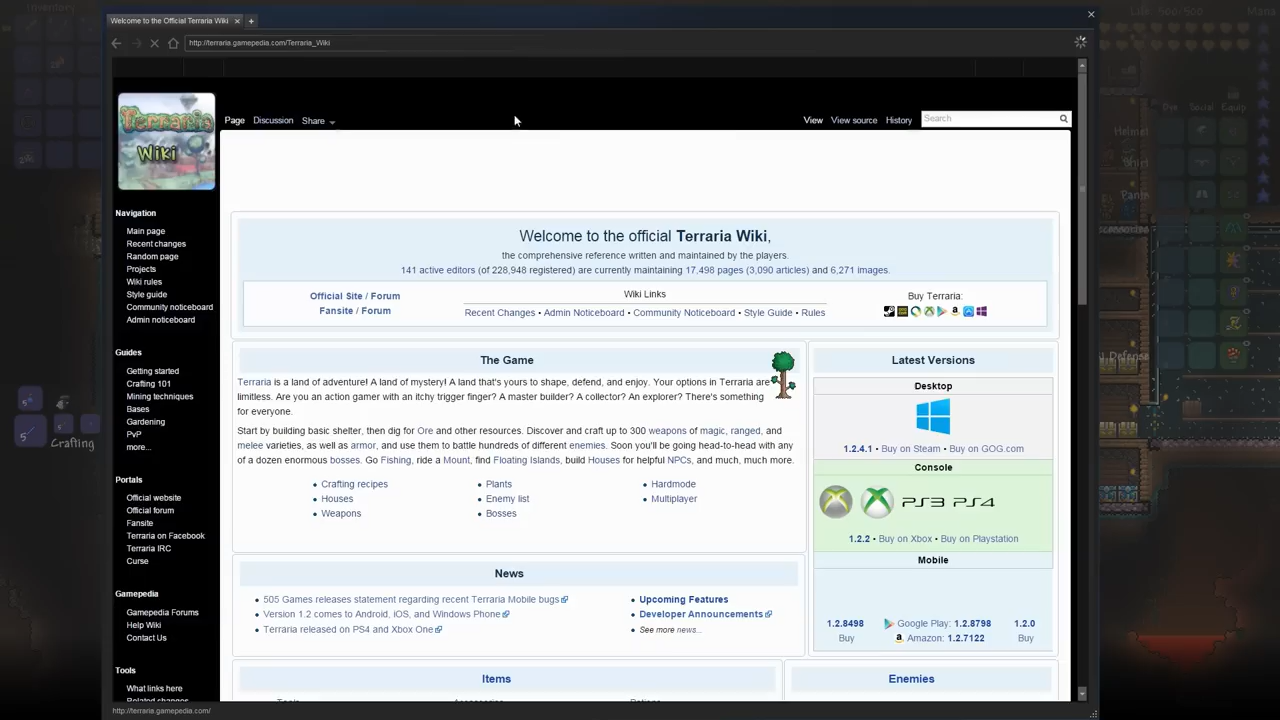 Inventory
Life: 500/500
Mana
Welcome to the Official Terraria Wiki × +
http://terraria.gamepedia.com/Terraria_Wiki
Terraria
Wiki
Page Discussion Share
View View source History Search
Navigation
Main page
Recent changes
Random page
Projects
Wiki rules
Style guide
Community noticeboard
Admin noticeboard
Guides
Getting started
Crafting 101
Mining techniques
Bases
Gardening
PvP
more...
Portals
Official website
Official forum
Fansite
Terraria on Facebook
Terraria IRC
Curse
Gamepedia
Gamepedia Forums
Help Wiki
Contact Us
Tools
What links here
Related changes
Welcome to the official Terraria Wiki,
the comprehensive reference written and maintained by the players.
141 active editors (of 228,948 registered) are currently maintaining 17,498 pages (3,090 articles) and 6,271 images.
Official Site / Forum
Fansite / Forum
Wiki Links
Recent Changes • Admin Noticeboard • Community Noticeboard • Style Guide • Rules
Buy Terraria:
The Game
Terraria is a land of adventure! A land of mystery! A land that's yours to shape, defend, and enjoy. Your options in Terraria are
limitless. Are you an action gamer with an itchy trigger finger? A master builder? A collector? An explorer? There's something
for everyone.
Start by building basic shelter, then dig for Ore and other resources. Discover and craft up to 300 weapons of magic, ranged, and
melee varieties, as well as armor, and use them to battle hundreds of different enemies. Soon you'll be going head-to-head with any
of a dozen enormous bosses. Go Fishing, ride a Mount, find Floating Islands, build Houses for helpful NPCs, and much, much more.
• Crafting recipes
• Houses
• Weapons
• Plants
• Enemy list
• Bosses
• Hardmode
• Multiplayer
Latest Versions
Desktop
1.2.4.1 • Buy on Steam • Buy on GOG.com
Console
PS3 PS4
1.2.2 • Buy on Xbox • Buy on Playstation
Mobile
1.2.8498
Buy
Google Play: 1.2.8798
Amazon: 1.2.7122
1.2.0
Buy
News
• 505 Games releases statement regarding recent Terraria Mobile bugs
• Version 1.2 comes to Android, iOS, and Windows Phone
• Terraria released on PS4 and Xbox One
• Upcoming Features
• Developer Announcements
• See more news...
Items
Enemies
http://terraria.gamepedia.com/
Crafting
Social
Equip
Helmet
Defense